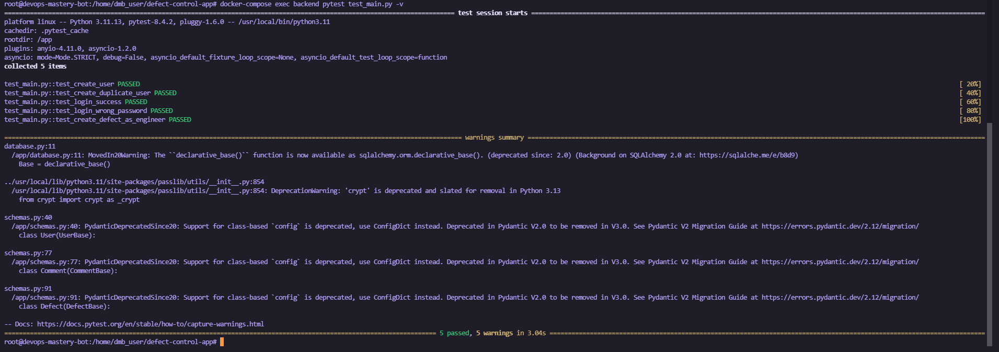 root@devops-mastery-bot:/home/dmb_user/defect-control-app# docker-compose exec backend pytest test_main.py -v
test session starts
platform linux -- Python 3.11.13, pytest-8.4.2, pluggy-1.6.0 -- /usr/local/bin/python3.11
cachedir: .pytest_cache
rootdir: /app
plugins: anyio-4.11.0, asyncio-1.2.0
asyncio: mode=Mode.STRICT, debug=False, asyncio_default_fixture_loop_scope=None, asyncio_default_test_loop_scope=function
collected 5 items
test_main.py::test_create_user PASSED [ 20%]
test_main.py::test_create_duplicate_user PASSED [ 40%]
test_main.py::test_login_success PASSED [ 60%]
test_main.py::test_login_wrong_password PASSED [ 80%]
test_main.py::test_create_defect_as_engineer PASSED [100%]
warnings summary
database.py:11
/app/database.py:11: MovedIn20Warning: The ``declarative_base()`` function is now available as sqlalchemy.orm.declarative_base(). (deprecated since: 2.0) (Background on SQLAlchemy 2.0 at: https://sqlalche.me/e/b8d9)
Base = declarative_base()
../usr/local/lib/python3.11/site-packages/passlib/utils/__init__.py:854
/usr/local/lib/python3.11/site-packages/passlib/utils/__init__.py:854: DeprecationWarning: 'crypt' is deprecated and slated for removal in Python 3.13
from crypt import crypt as _crypt
schemas.py:40
/app/schemas.py:40: PydanticDeprecatedSince20: Support for class-based `config` is deprecated, use ConfigDict instead. Deprecated in Pydantic V2.0 to be removed in V3.0. See Pydantic V2 Migration Guide at https://errors.pydantic.dev/2.12/migration/
class User(UserBase):
schemas.py:77
/app/schemas.py:77: PydanticDeprecatedSince20: Support for class-based `config` is deprecated, use ConfigDict instead. Deprecated in Pydantic V2.0 to be removed in V3.0. See Pydantic V2 Migration Guide at https://errors.pydantic.dev/2.12/migration/
class Comment(CommentBase):
schemas.py:91
/app/schemas.py:91: PydanticDeprecatedSince20: Support for class-based `config` is deprecated, use ConfigDict instead. Deprecated in Pydantic V2.0 to be removed in V3.0. See Pydantic V2 Migration Guide at https://errors.pydantic.dev/2.12/migration/
class Defect(DefectBase):
-- Docs: https://docs.pytest.org/en/stable/how-to/capture-warnings.html
5 passed, 5 warnings in 3.04s
root@devops-mastery-bot:/home/dmb_user/defect-control-app#